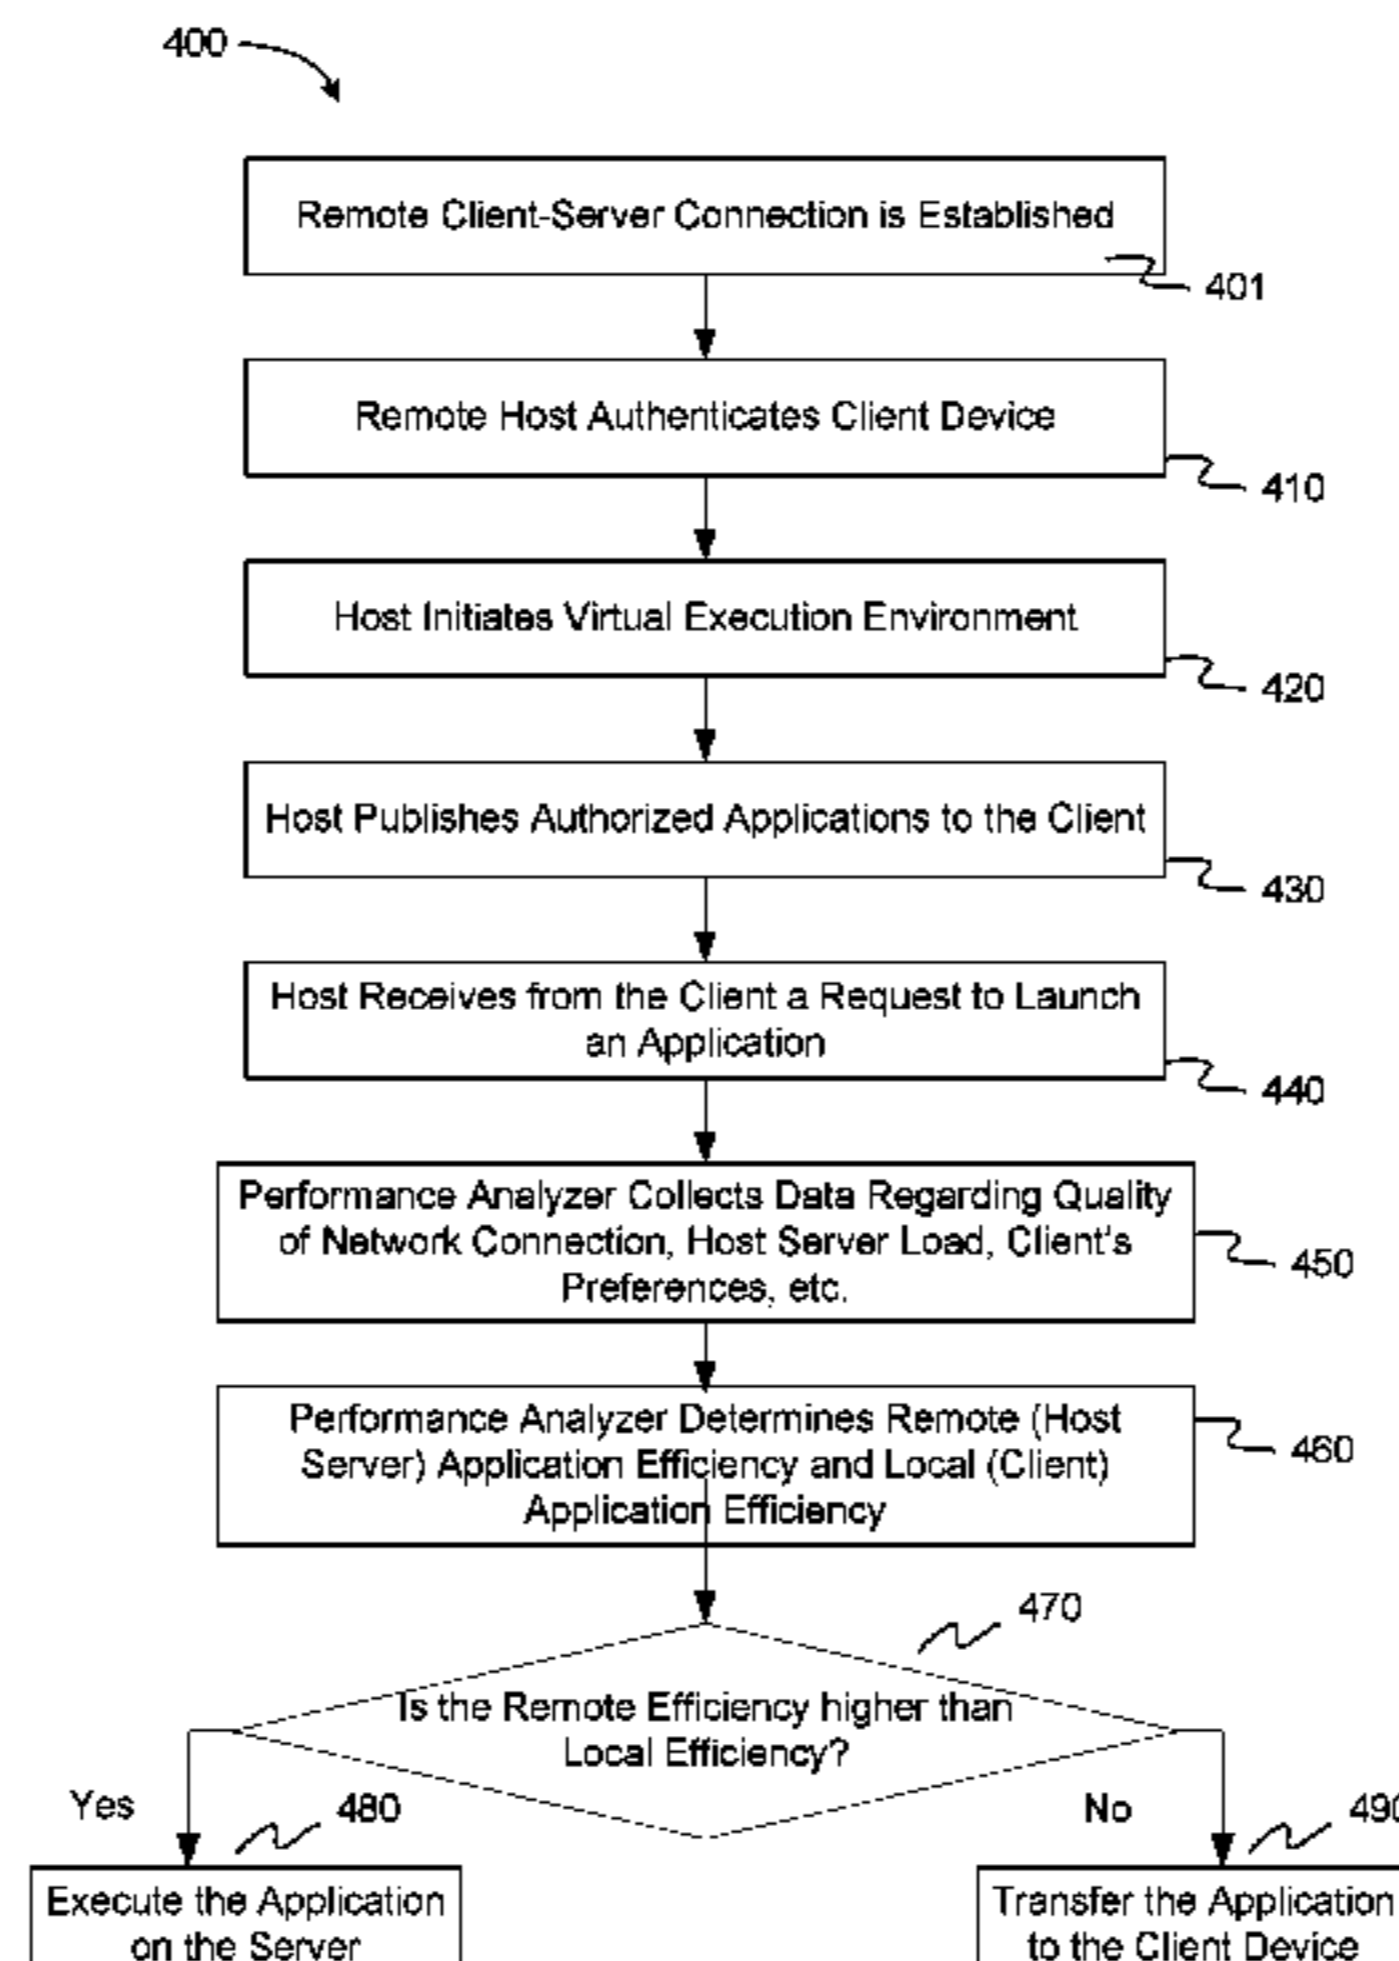 400
Remote Client-Server Connection is Established
401
Remote Host Authenticates Client Device
410
Host Initiates Virtual Execution Environment
420
Host Publishes Authorized Applications to the Client
430
Host Receives from the Client a Request to Launch
an Application
440
Performance Analyzer Collects Data Regarding Quality
of Network Connection, Host Server Load, Client's
Preferences, etc.
450
Performance Analyzer Determines Remote (Host
Server) Application Efficiency and Local (Client)
Application Efficiency
460
470
Is the Remote Efficiency higher than
Local Efficiency?
Yes
480
No
490
Execute the Application
on the Server
Transfer the Application
to the Client Device